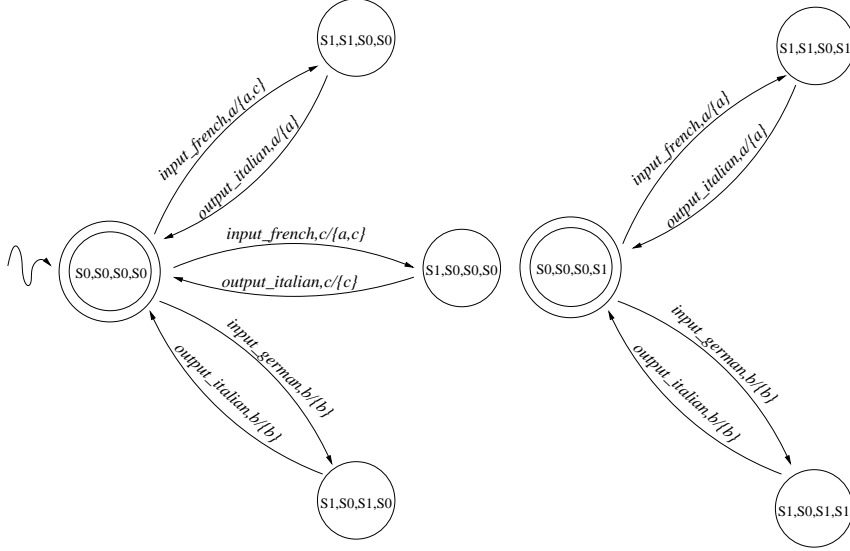 S1,S1,S0,S0
input_french,a/{a,c}
output_italian,a/{a}
input_french,c/{a,c}
output_italian,c/{c}
S0,S0,S0,S0
S1,S0,S0,S0
input_german,b/{b}
output_italian,b/{b}
S1,S0,S1,S0
S1,S1,S0,S1
input_french,a/{a}
output_italian,a/{a}
S0,S0,S0,S1
input_german,b/{b}
output_italian,b/{b}
S1,S0,S1,S1